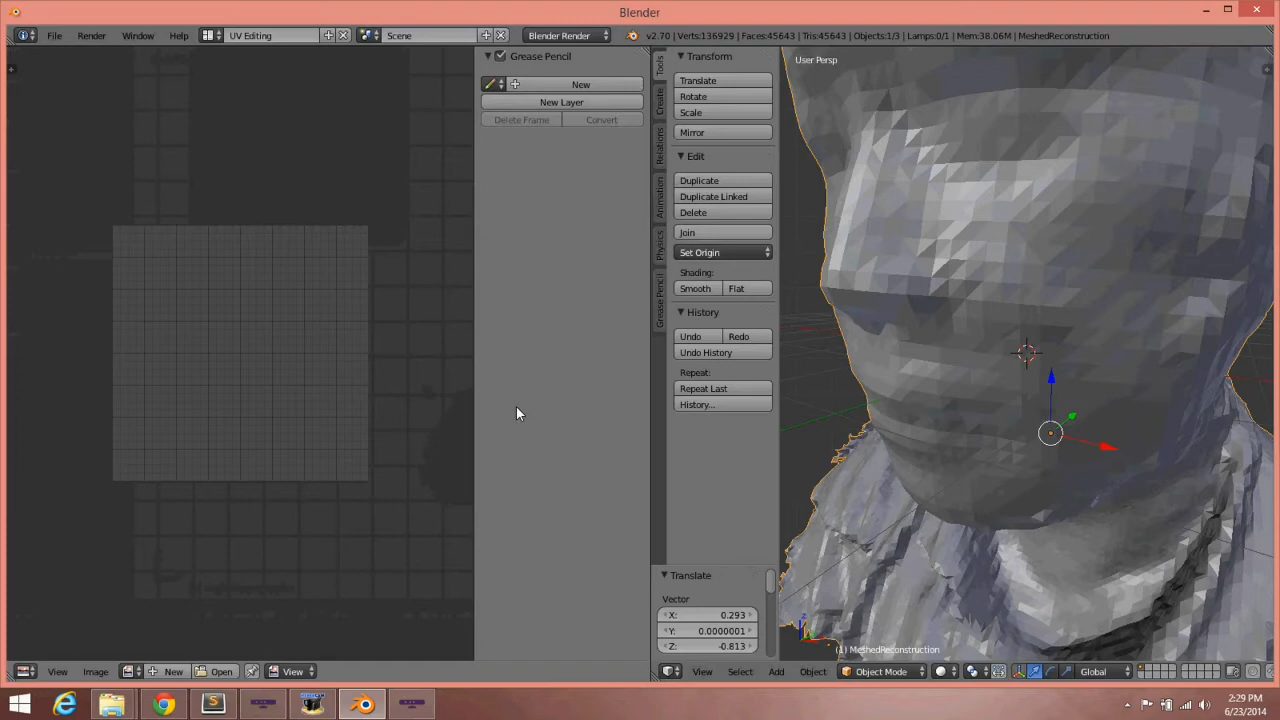 Blender
File Render Window Help UV Editing Scene Blender Render v2.70 | Verts:136929 | Faces:45643 | Tris:45643 | Objects:1/3 | Lamps:0/1 | Mem:38.06M | MeshedReconstruction
Grease Pencil
New
New Layer
Delete Frame Convert
Tools
Create
Relations
Animation
Physics
Grease Pencil
Transform
Translate
Rotate
Scale
Mirror
Edit
Duplicate
Duplicate Linked
Delete
Join
Set Origin
Shading:
Smooth Flat
History
Undo Redo
Undo History
Repeat:
Repeat Last
History...
Translate
Vector
X: 0.293
Y: 0.0000001
Z: -0.813
User Persp
(1) MeshedReconstruction
View Image New Open View
View Select Add Object Object Mode Global
2:29 PM
6/23/2014